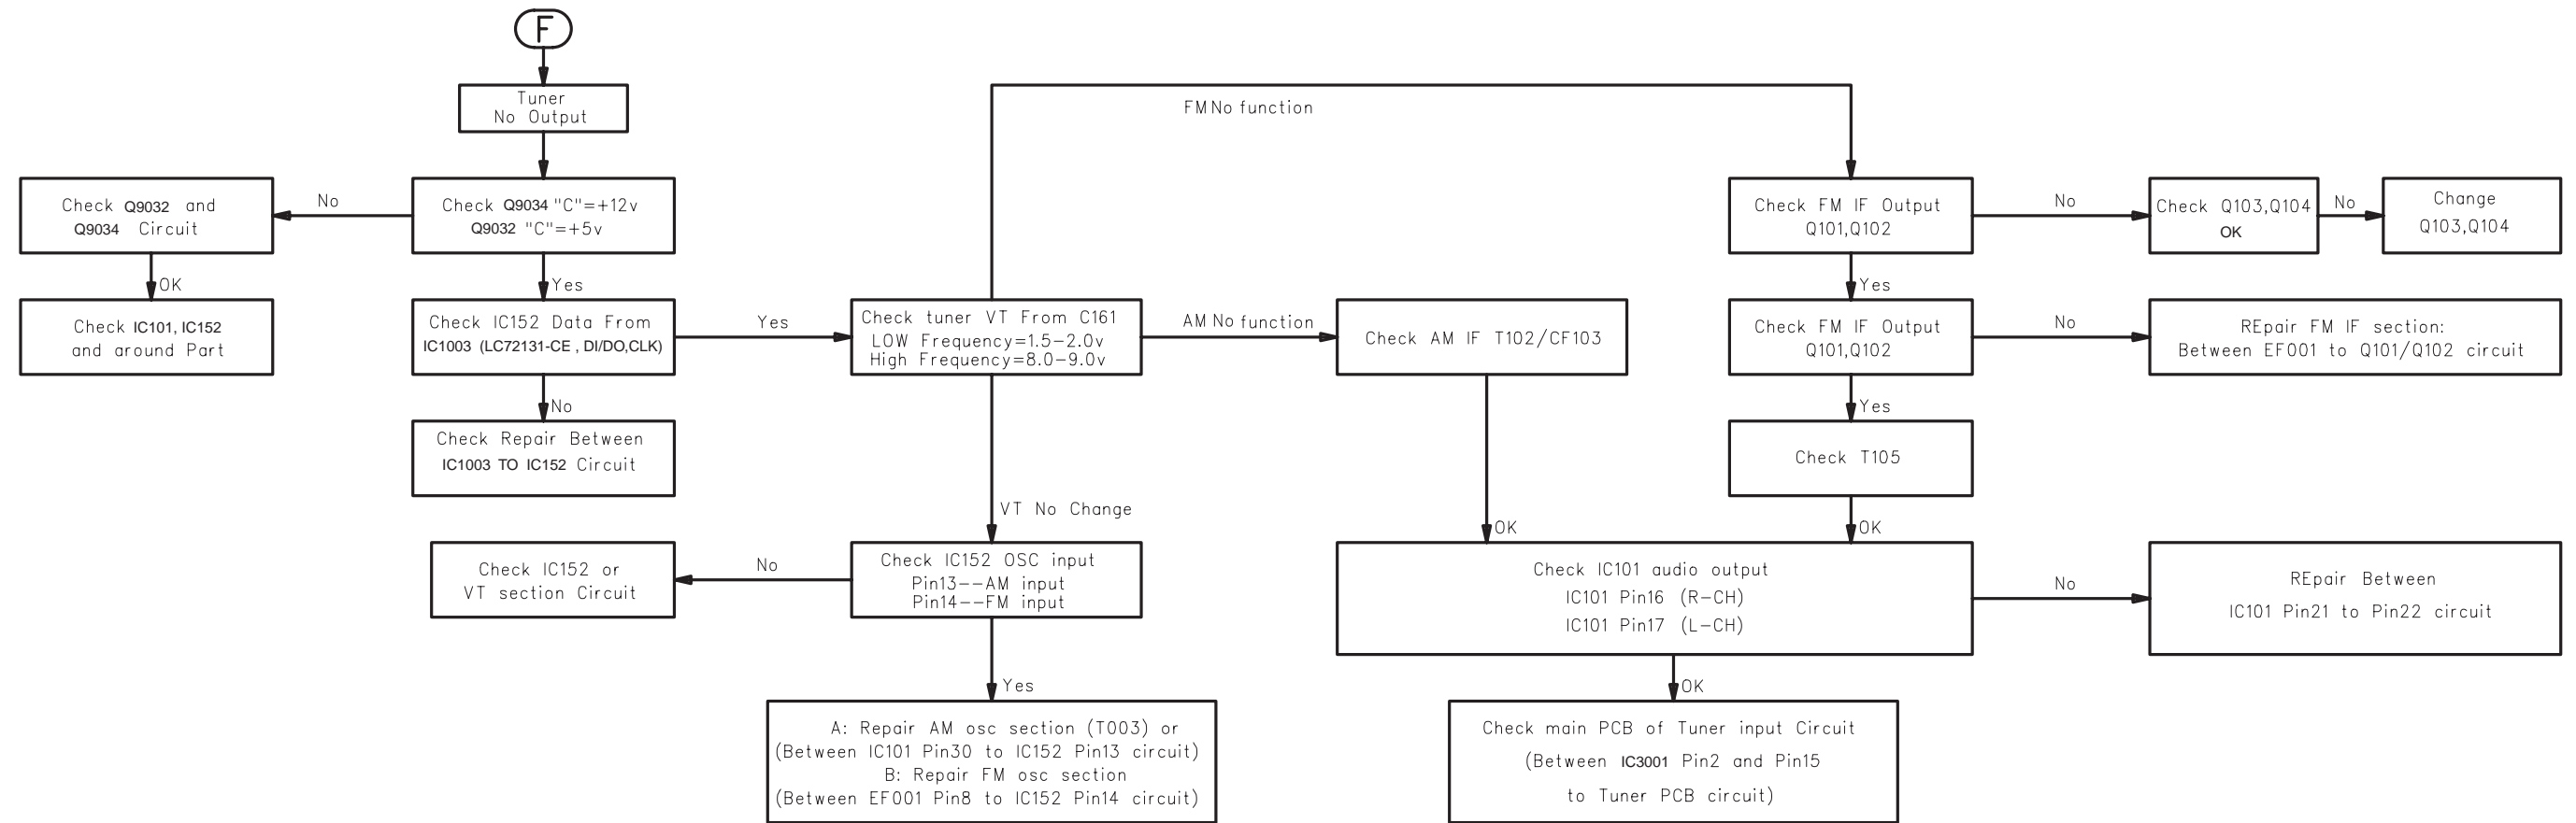 F
Tuner
No Output
FM No function
Check Q9032 and
Q9034 Circuit
No
Check Q9034 "C"=+12v
Q9032 "C"=+5v
Check FM IF Output
Q101,Q102
No
Check Q103,Q104
OK
No
Change
Q103,Q104
OK
Yes
Yes
Check IC101, IC152
and around Part
Check IC152 Data From
IC1003 (LC72131-CE , DI/DO,CLK)
Yes
Check tuner VT From C161
LOW Frequency=1.5-2.0v
High Frequency=8.0-9.0v
AM No function
Check AM IF T102/CF103
Check FM IF Output
Q101,Q102
No
REpair FM IF section:
Between EF001 to Q101/Q102 circuit
No
Yes
Check Repair Between
IC1003 TO IC152 Circuit
Check T105
VT No Change
OK
OK
Check IC152 or
VT section Circuit
No
Check IC152 OSC input
Pin13--AM input
Pin14--FM input
Check IC101 audio output
IC101 Pin16 (R-CH)
IC101 Pin17 (L-CH)
No
REpair Between
IC101 Pin21 to Pin22 circuit
Yes
OK
A: Repair AM osc section (T003) or
(Between IC101 Pin30 to IC152 Pin13 circuit)
B: Repair FM osc section
(Between EF001 Pin8 to IC152 Pin14 circuit)
Check main PCB of Tuner input Circuit
(Between IC3001 Pin2 and Pin15
to Tuner PCB circuit)